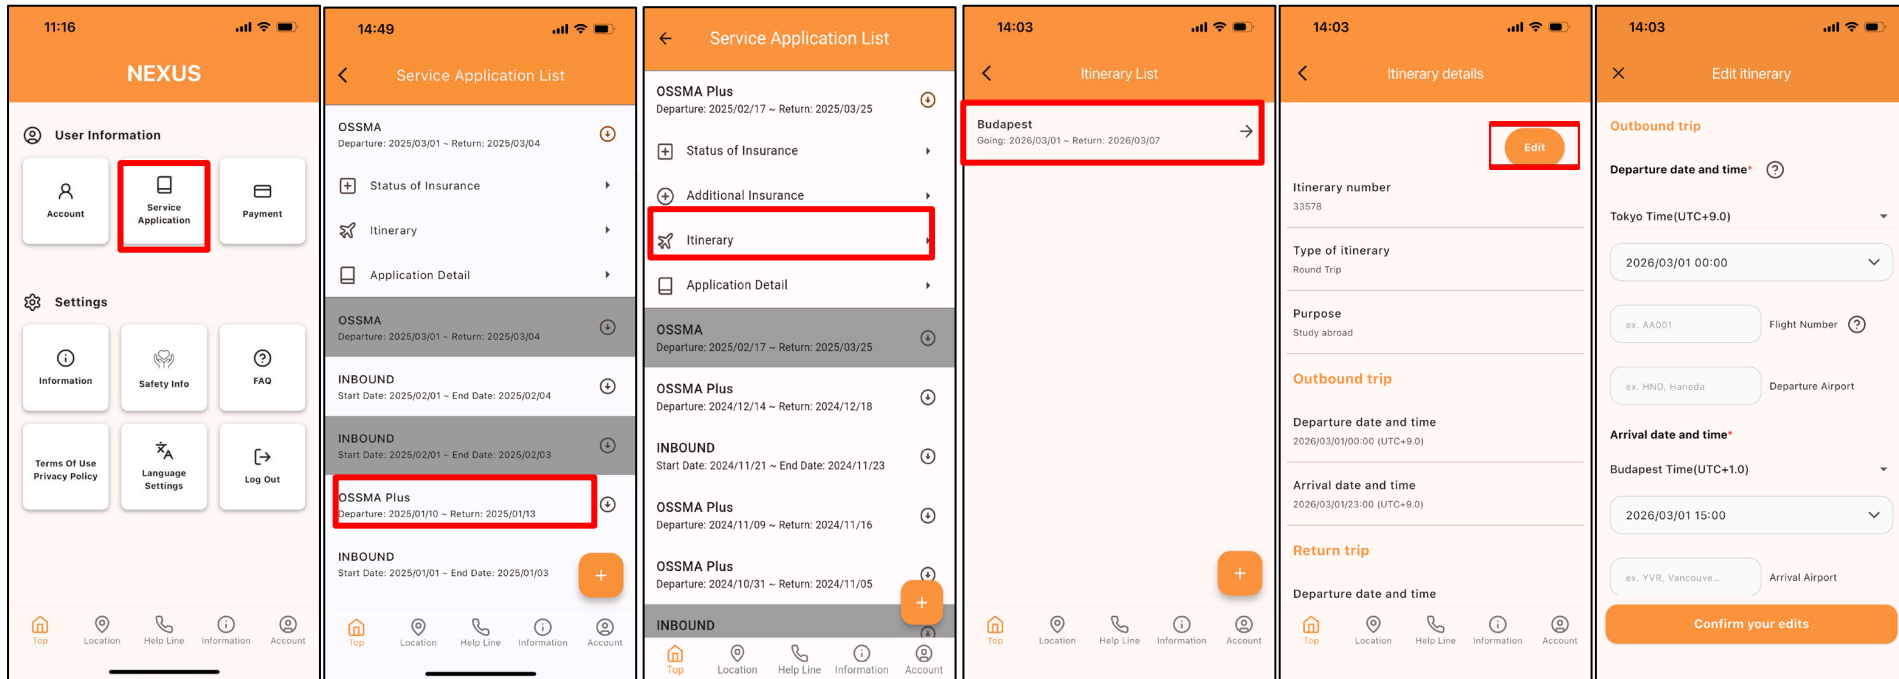 11:16
NEXUS
User Information
Account
Service
Application
Payment
Settings
Information
Safety Info
FAQ
Terms Of Use
Privacy Policy
Language
Settings
Log Out
Top
Location
Help Line
Information
Account
14:49
Service Application List
OSSMA
Departure: 2025/03/01 ~ Return: 2025/03/04
Status of Insurance
Itinerary
Application Detail
OSSMA
Departure: 2025/03/01 ~ Return: 2025/03/04
INBOUND
Start Date: 2025/02/01 ~ End Date: 2025/02/04
INBOUND
Start Date: 2025/02/01 ~ End Date: 2025/02/03
OSSMA Plus
Departure: 2025/01/10 ~ Return: 2025/01/13
INBOUND
Start Date: 2025/01/01 ~ End Date: 2025/01/03
Top
Location
Help Line
Information
Account
Service Application List
OSSMA Plus
Departure: 2025/02/17 ~ Return: 2025/03/25
Status of Insurance
Additional Insurance
Itinerary
Application Detail
OSSMA
Departure: 2025/02/17 ~ Return: 2025/03/25
OSSMA Plus
Departure: 2024/12/14 ~ Return: 2024/12/18
INBOUND
Start Date: 2024/11/21 ~ End Date: 2024/11/23
OSSMA Plus
Departure: 2024/11/09 ~ Return: 2024/11/16
OSSMA Plus
Departure: 2024/10/31 ~ Return: 2024/11/05
INBOUND
Top
Location
Help Line
Information
Account
14:03
Itinerary List
Budapest
Going: 2026/03/01 ~ Return: 2026/03/07
Top
Location
Help Line
Information
Account
14:03
Itinerary details
Edit
Itinerary number
33578
Type of itinerary
Round Trip
Purpose
Study abroad
Outbound trip
Departure date and time
2026/03/01/00:00 (UTC+9.0)
Arrival date and time
2026/03/01/23:00 (UTC+9.0)
Return trip
Departure date and time
Top
Location
Help Line
Information
Account
14:03
Edit itinerary
Outbound trip
Departure date and time*
Tokyo Time(UTC+9.0)
2026/03/01 00:00
ex. AA001
Flight Number
ex. HND, Haneda
Departure Airport
Arrival date and time*
Budapest Time(UTC+1.0)
2026/03/01 15:00
ex. YVR, Vancouve...
Arrival Airport
Confirm your edits